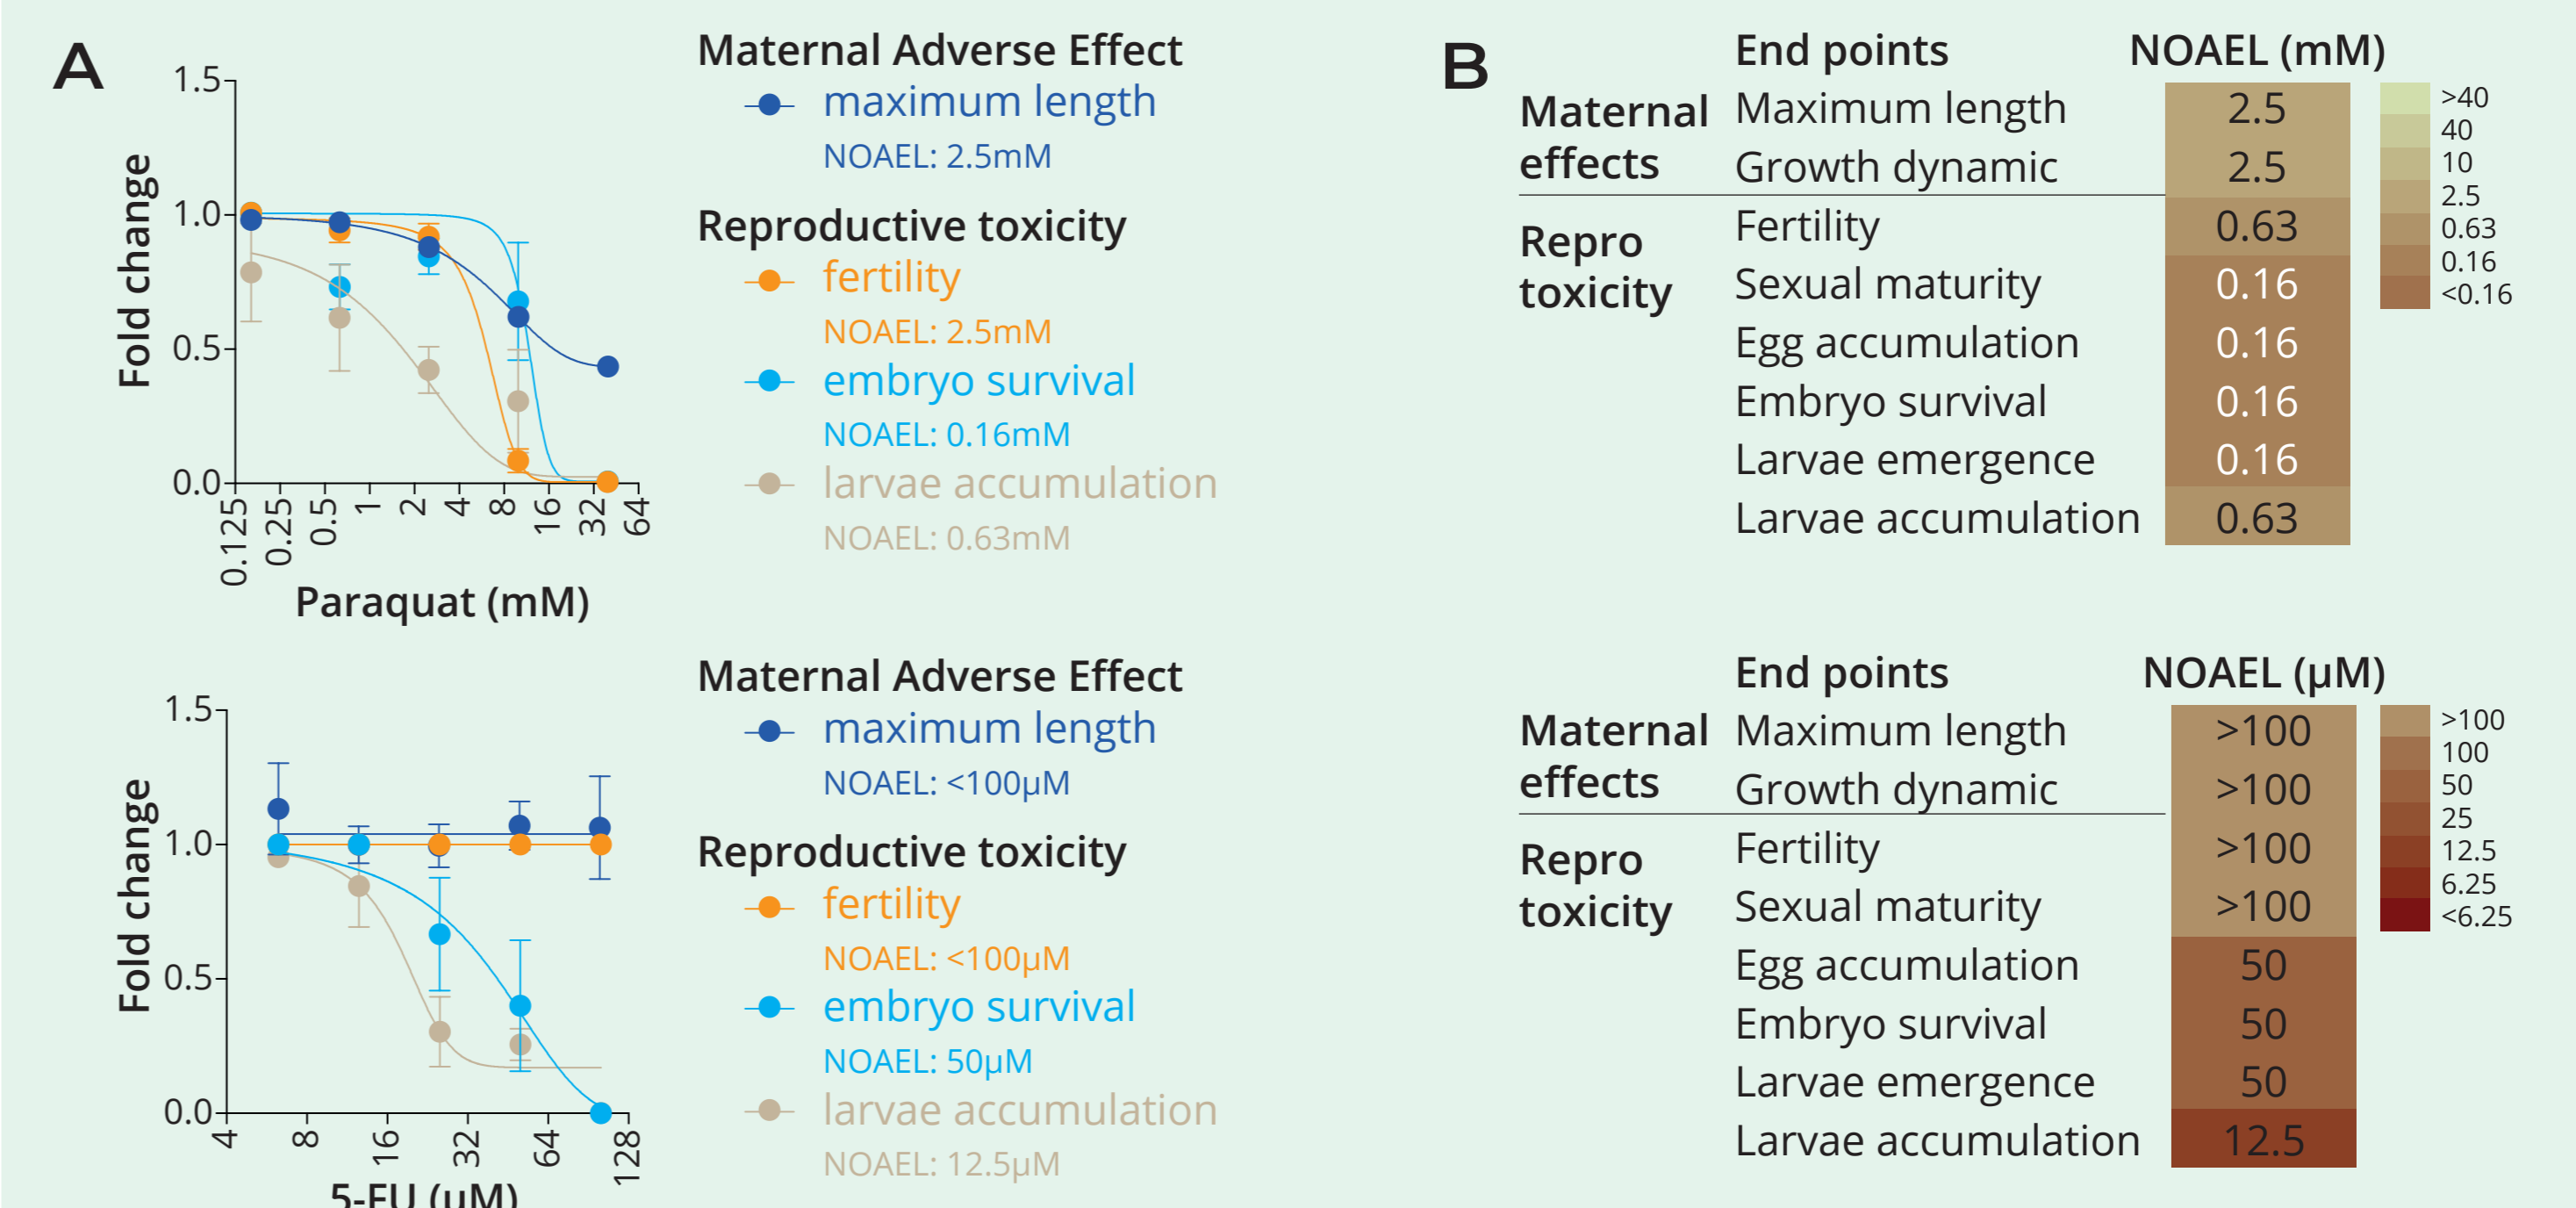 A
1.5
1.0
0.5
0.0
Fold change
0.125
0.25
0.5
1
2
4
8
16
32
64
Paraquat (mM)
Maternal Adverse Effect
maximum length
NOAEL: 2.5mM
Reproductive toxicity
fertility
NOAEL: 2.5mM
embryo survival
NOAEL: 0.16mM
larvae accumulation
NOAEL: 0.63mM
1.5
1.0
0.5
0.0
Fold change
4
8
16
32
64
128
5-FU (µM)
Maternal Adverse Effect
maximum length
NOAEL: <100µM
Reproductive toxicity
fertility
NOAEL: <100µM
embryo survival
NOAEL: 50µM
larvae accumulation
NOAEL: 12.5µM
B
End points NOAEL (mM)
Maternal effects
Maximum length 2.5
Growth dynamic 2.5
Repro toxicity
Fertility 0.63
Sexual maturity 0.16
Egg accumulation 0.16
Embryo survival 0.16
Larvae emergence 0.16
Larvae accumulation 0.63
>40
40
10
2.5
0.63
0.16
<0.16
End points NOAEL (µM)
Maternal effects
Maximum length >100
Growth dynamic >100
Repro toxicity
Fertility >100
Sexual maturity >100
Egg accumulation 50
Embryo survival 50
Larvae emergence 50
Larvae accumulation 12.5
>100
100
50
25
12.5
6.25
<6.25